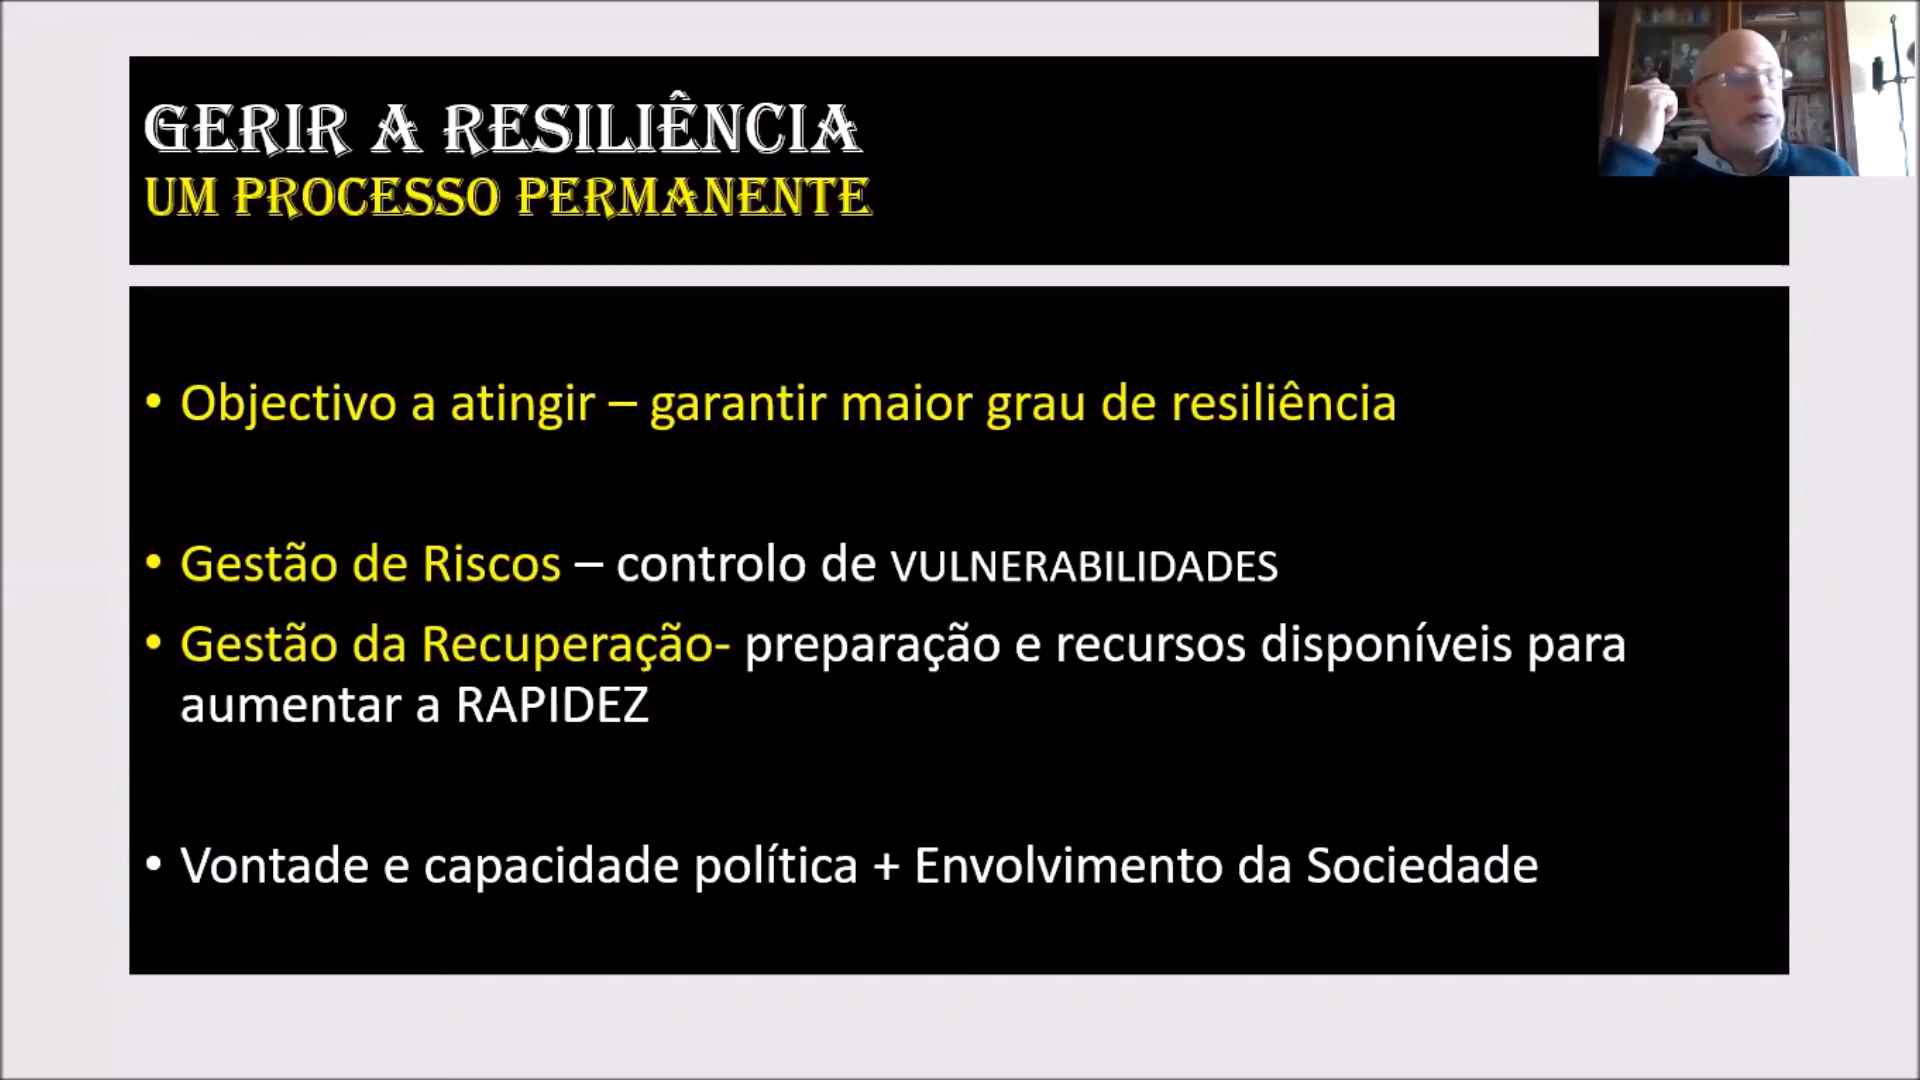 GERIR A RESILIÊNCIA
UM PROCESSO PERMANENTE
• Objectivo a atingir – garantir maior grau de resiliência
• Gestão de Riscos – controlo de VULNERABILIDADES
• Gestão da Recuperação- preparação e recursos disponíveis para
aumentar a RAPIDEZ
• Vontade e capacidade política + Envolvimento da Sociedade